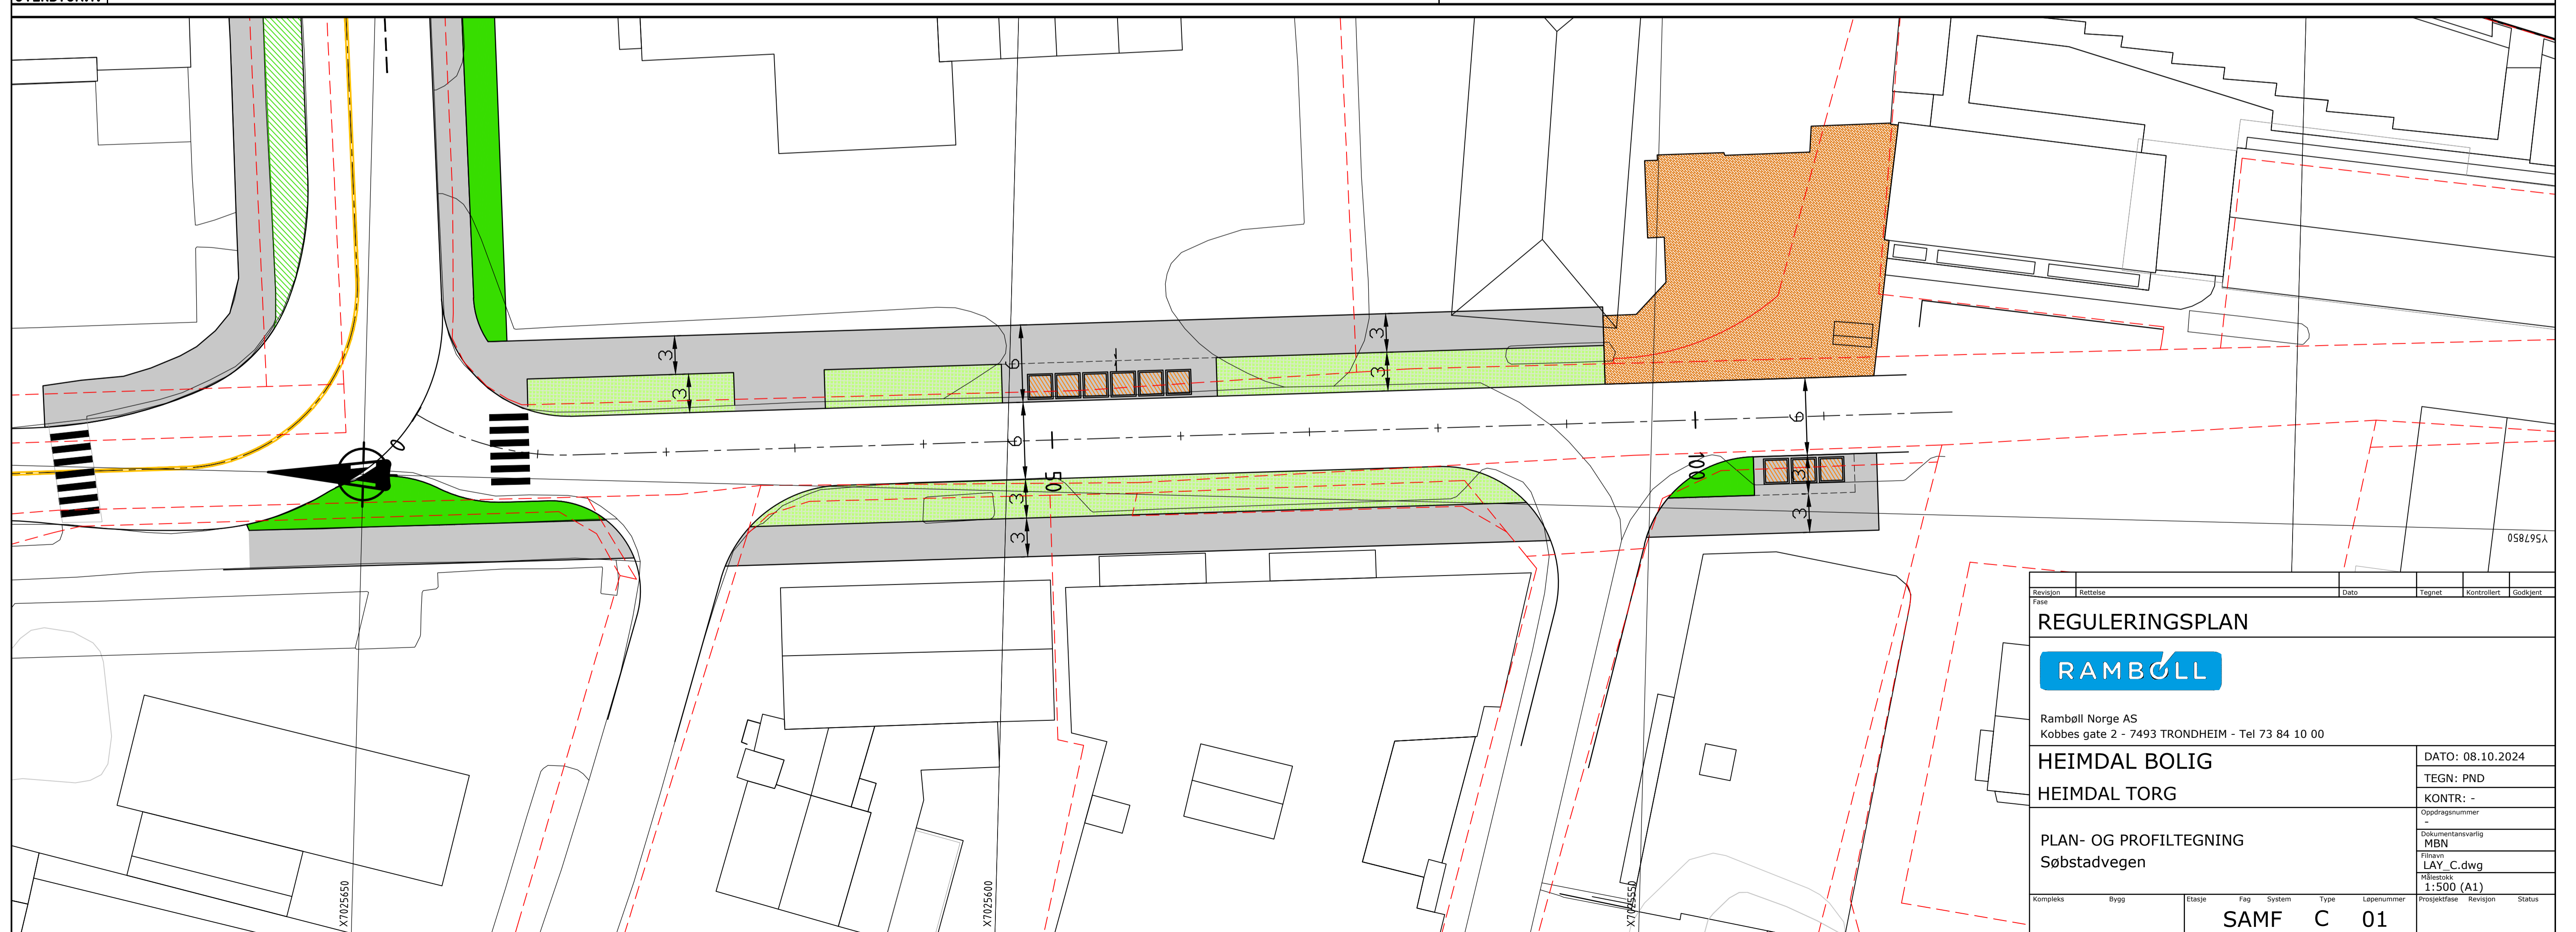 3
3
6
3
3
6
0
50
3
3
6
100
3
3
Y567850
X7025650
X7025600
X7025550
Revisjon Rettelse Dato Tegnet Kontrollert Godkjent
Fase
REGULERINGSPLAN
RAMBOLL
Rambøll Norge AS
Kobbes gate 2 - 7493 TRONDHEIM - Tel 73 84 10 00
HEIMDAL BOLIG
HEIMDAL TORG
DATO: 08.10.2024
TEGN: PND
KONTR: -
Oppdragsnummer
-
PLAN- OG PROFILTEGNING
Søbstadvegen
Dokumentansvarlig
MBN
Filnavn
LAY_C.dwg
Målestokk
1:500 (A1)
Kompleks Bygg Etasje Fag System Type Løpenummer Prosjektfase Revisjon Status
SAMF C 01